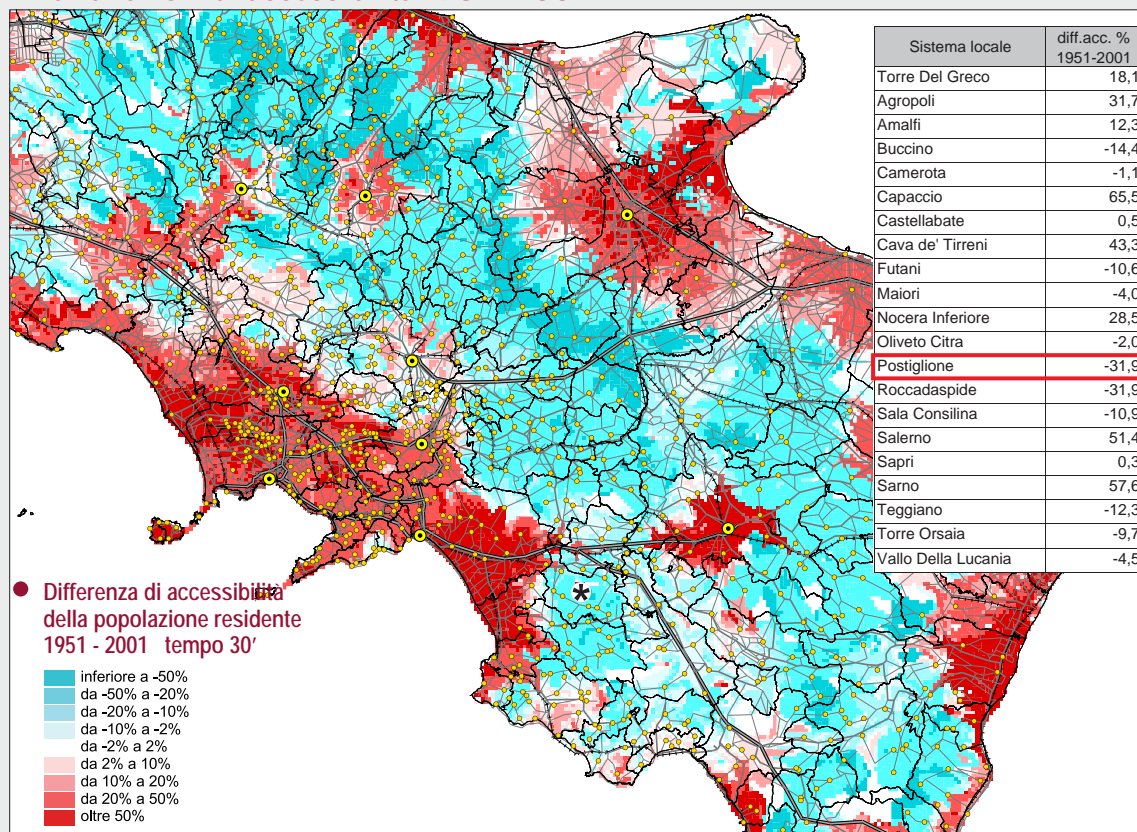 Sistema locale diff.acc. % 1951-2001
Torre Del Greco 18,1
Agropoli 31,7
Amalfi 12,3
Buccino -14,4
Camerota -1,1
Capaccio 65,5
Castellabate 0,5
Cava de' Tirreni 43,3
Futani -10,6
Maiori -4,0
Nocera Inferiore 28,5
Oliveto Citra -2,0
Postiglione -31,9
Roccadaspide -31,9
Sala Consilina -10,9
Salerno 51,4
Sapri 0,3
Sarno 57,6
Teggiano -12,3
Torre Orsaia -9,7
Vallo Della Lucania -4,5
*
Differenza di accessibilità
della popolazione residente
1951 - 2001 tempo 30'
inferiore a -50%
da -50% a -20%
da -20% a -10%
da -10% a -2%
da -2% a 2%
da 2% a 10%
da 10% a 20%
da 20% a 50%
oltre 50%